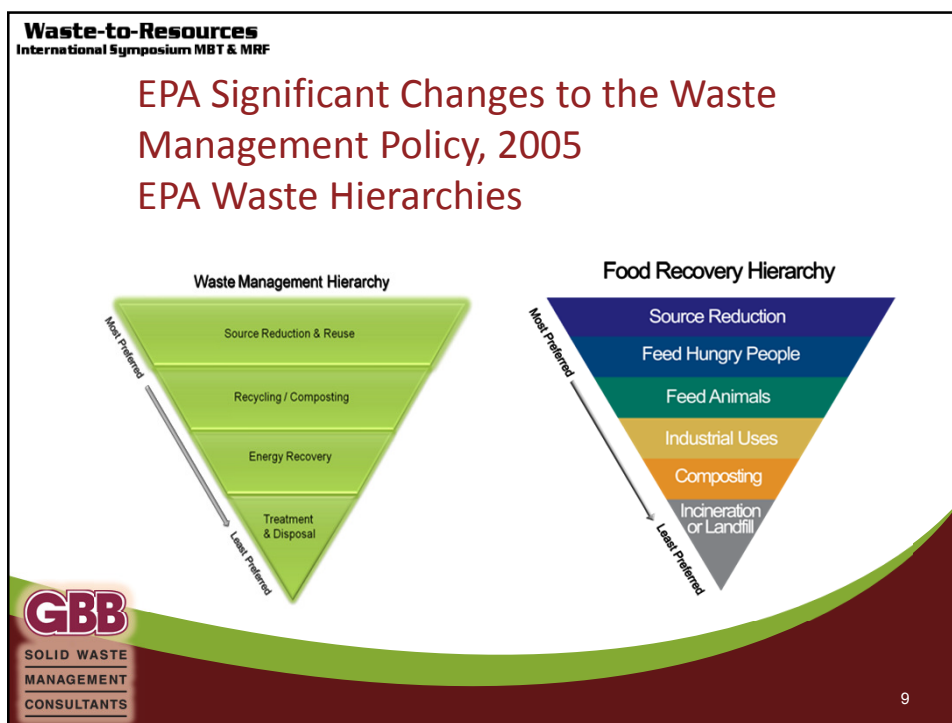 Waste-to-Resources
International Symposium MBT & MRF
EPA Significant Changes to the Waste
Management Policy, 2005
EPA Waste Hierarchies
Waste Management Hierarchy
Most Preferred
Source Reduction & Reuse
Recycling / Composting
Energy Recovery
Treatment
& Disposal
Least Preferred
Food Recovery Hierarchy
Most Preferred
Source Reduction
Feed Hungry People
Feed Animals
Industrial Uses
Composting
Incineration
or Landfill
Least Preferred
GBB
SOLID WASTE
MANAGEMENT
CONSULTANTS
9